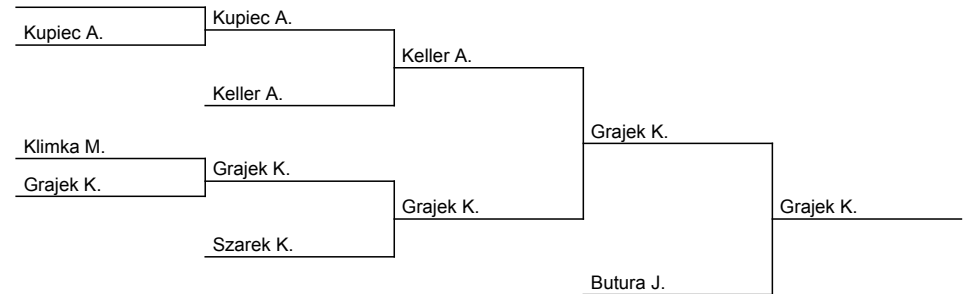 Kupiec A.
Kupiec A.
Keller A.
Keller A.
Grajek K.
Klimka M.
Grajek K.
Grajek K.
Grajek K.
Grajek K.
Szarek K.
Butura J.